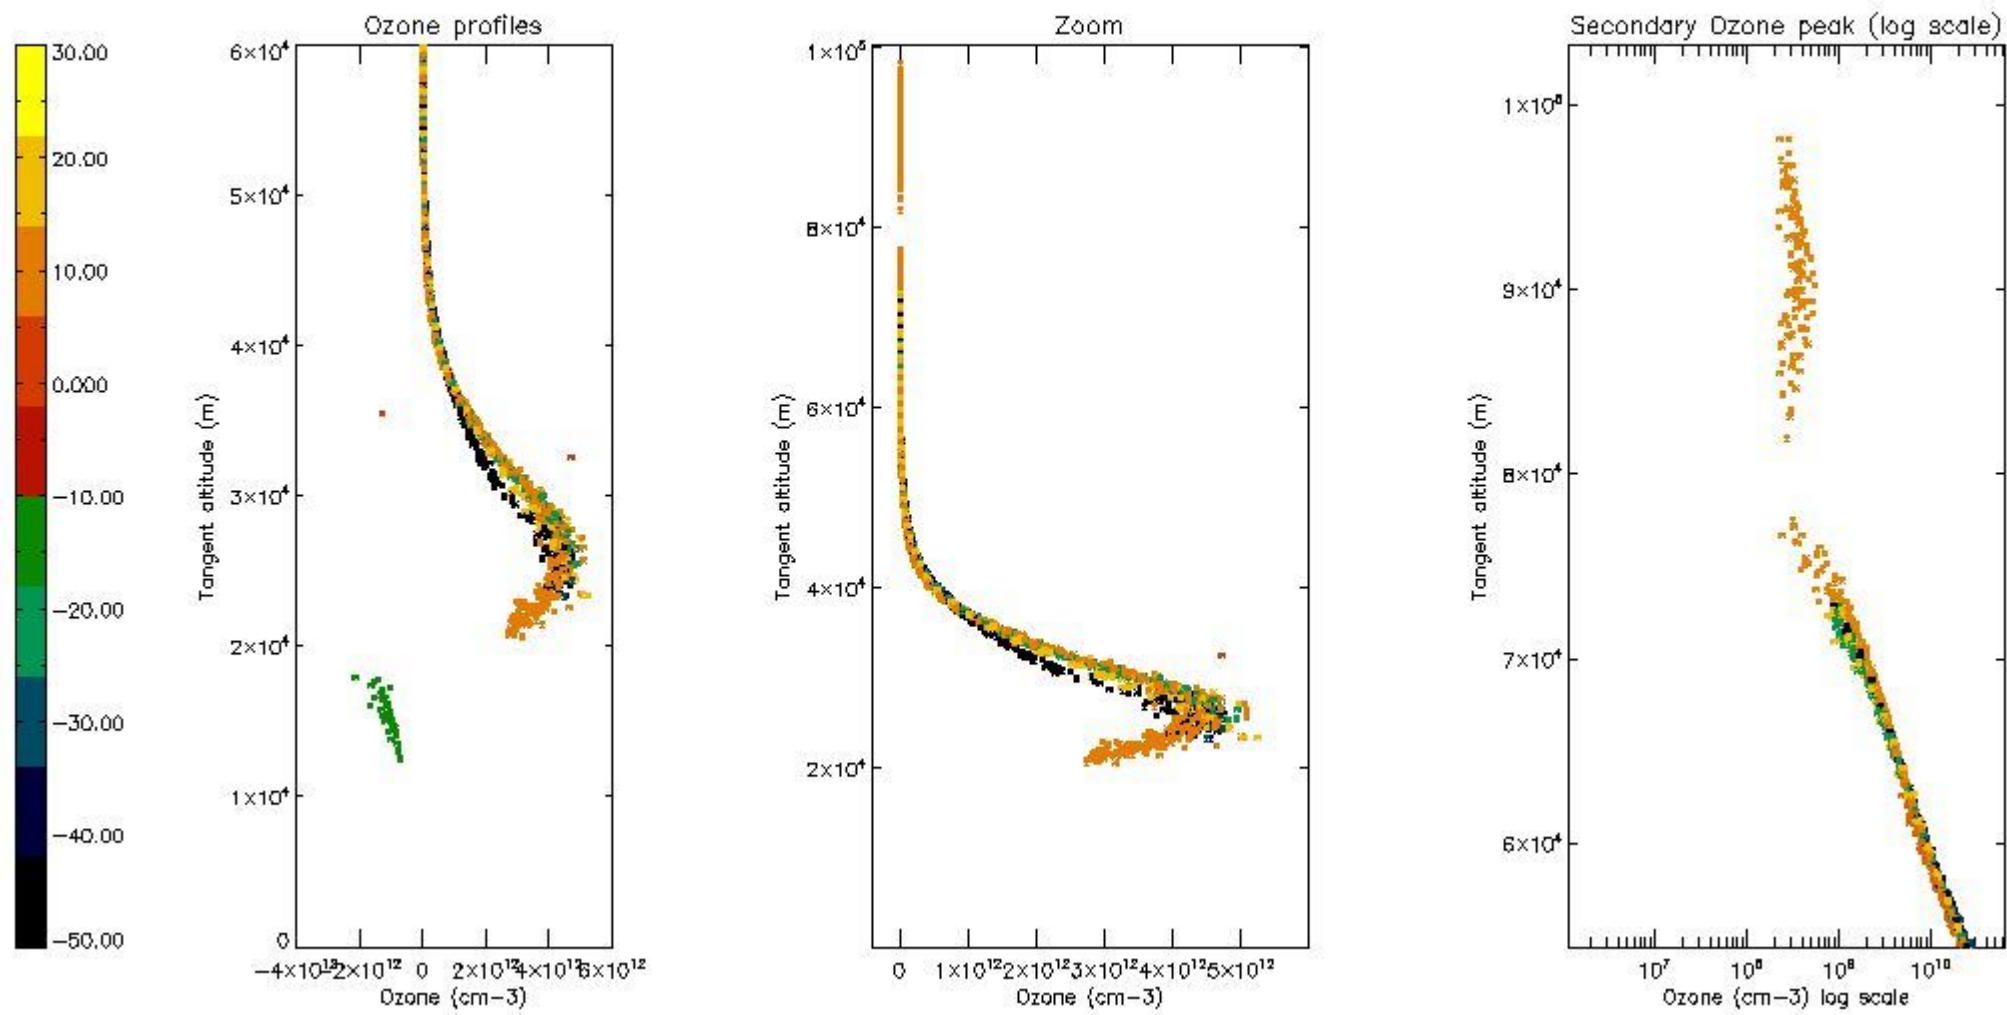 Ozone profiles
Zoom
Secondary Ozone peak (log scale)
30.00
20.00
10.00
0.000
−10.00
−20.00
−30.00
−40.00
−50.00
6×10⁴
5×10⁴
4×10⁴
3×10⁴
2×10⁴
1×10⁴
0
Tangent altitude (m)
−4×10¹² −2×10¹² 0 2×10¹² 4×10¹² 6×10¹²
Ozone (cm−3)
1×10⁵
8×10⁴
6×10⁴
4×10⁴
2×10⁴
Tangent altitude (m)
0 1×10¹² 2×10¹² 3×10¹² 4×10¹² 5×10¹²
Ozone (cm−3)
1×10⁵
9×10⁴
8×10⁴
7×10⁴
6×10⁴
Tangent altitude (m)
10⁷ 10⁸ 10⁹ 10¹⁰
Ozone (cm−3) log scale